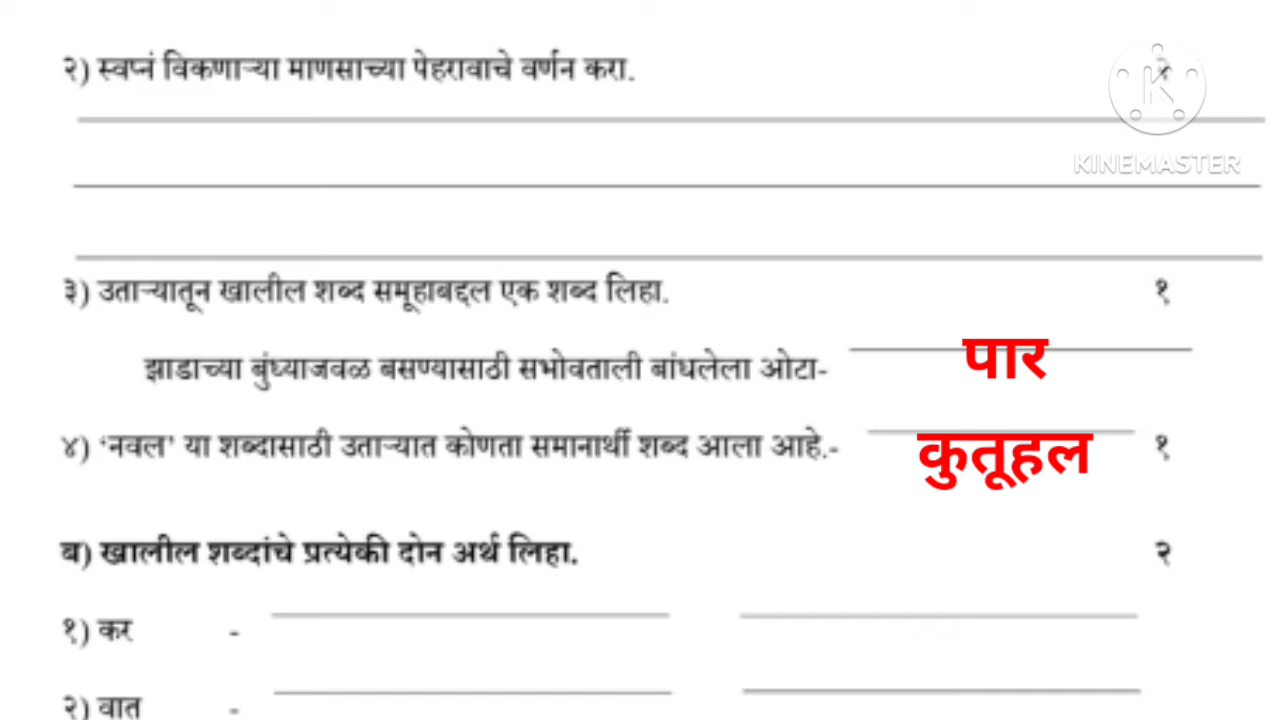 २) स्वप्नं विकणाऱ्या माणसाच्या पेहरावाचे वर्णन करा. २
KINEMASTER
३) उताऱ्यातून खालील शब्द समूहाबद्दल एक शब्द लिहा. १
झाडाच्या बुंध्याजवळ बसण्यासाठी सभोवताली बांधलेला ओटा- पार
४) ‘नवल’ या शब्दासाठी उताऱ्यात कोणता समानार्थी शब्द आला आहे.- कुतूहल १
ब) खालील शब्दांचे प्रत्येकी दोन अर्थ लिहा. २
१) कर -
२) वात -